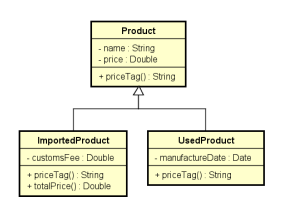 Product
- name : String
- price : Double
+ priceTag() : String
ImportedProduct
- customsFee : Double
+ priceTag() : String
+ totalPrice() : Double
UsedProduct
- manufactureDate : Date
+ priceTag() : String